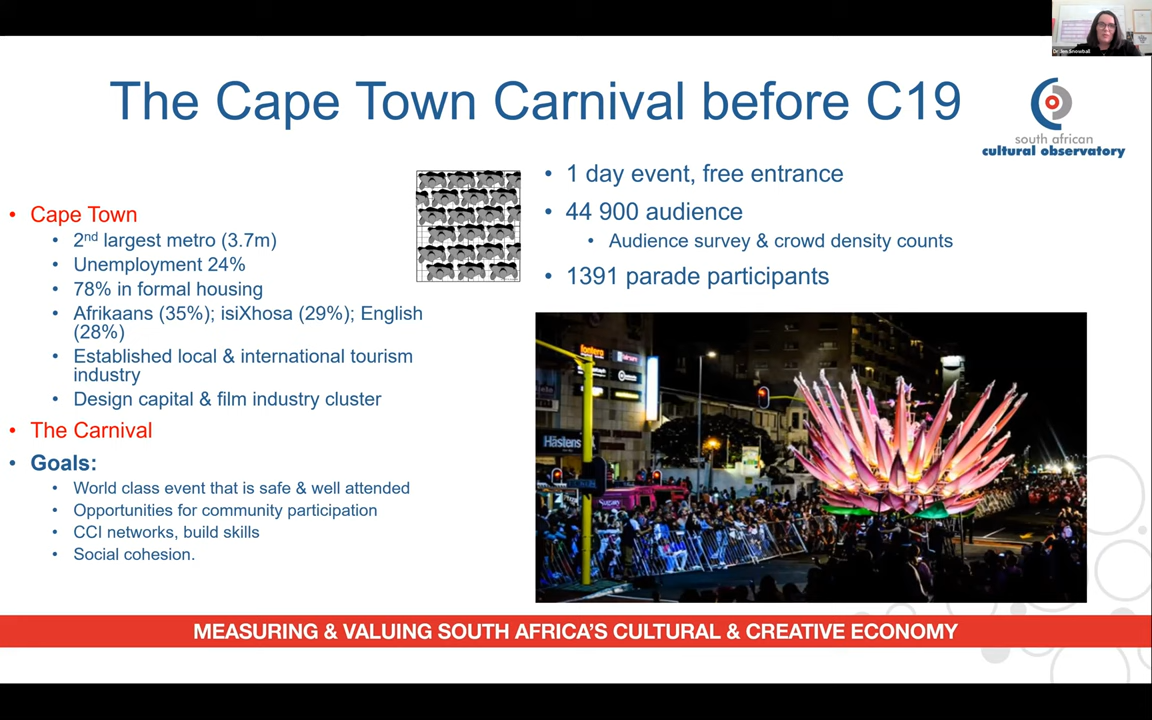 Dr. Jen Snowball
The Cape Town Carnival before C19
south african
cultural observatory
• Cape Town
• 2nd largest metro (3.7m)
• Unemployment 24%
• 78% in formal housing
• Afrikaans (35%); isiXhosa (29%); English
(28%)
• Established local & international tourism
industry
• Design capital & film industry cluster
• The Carnival
• Goals:
• World class event that is safe & well attended
• Opportunities for community participation
• CCI networks, build skills
• Social cohesion.
• 1 day event, free entrance
• 44 900 audience
• Audience survey & crowd density counts
• 1391 parade participants
Hästens
MEASURING & VALUING SOUTH AFRICA'S CULTURAL & CREATIVE ECONOMY